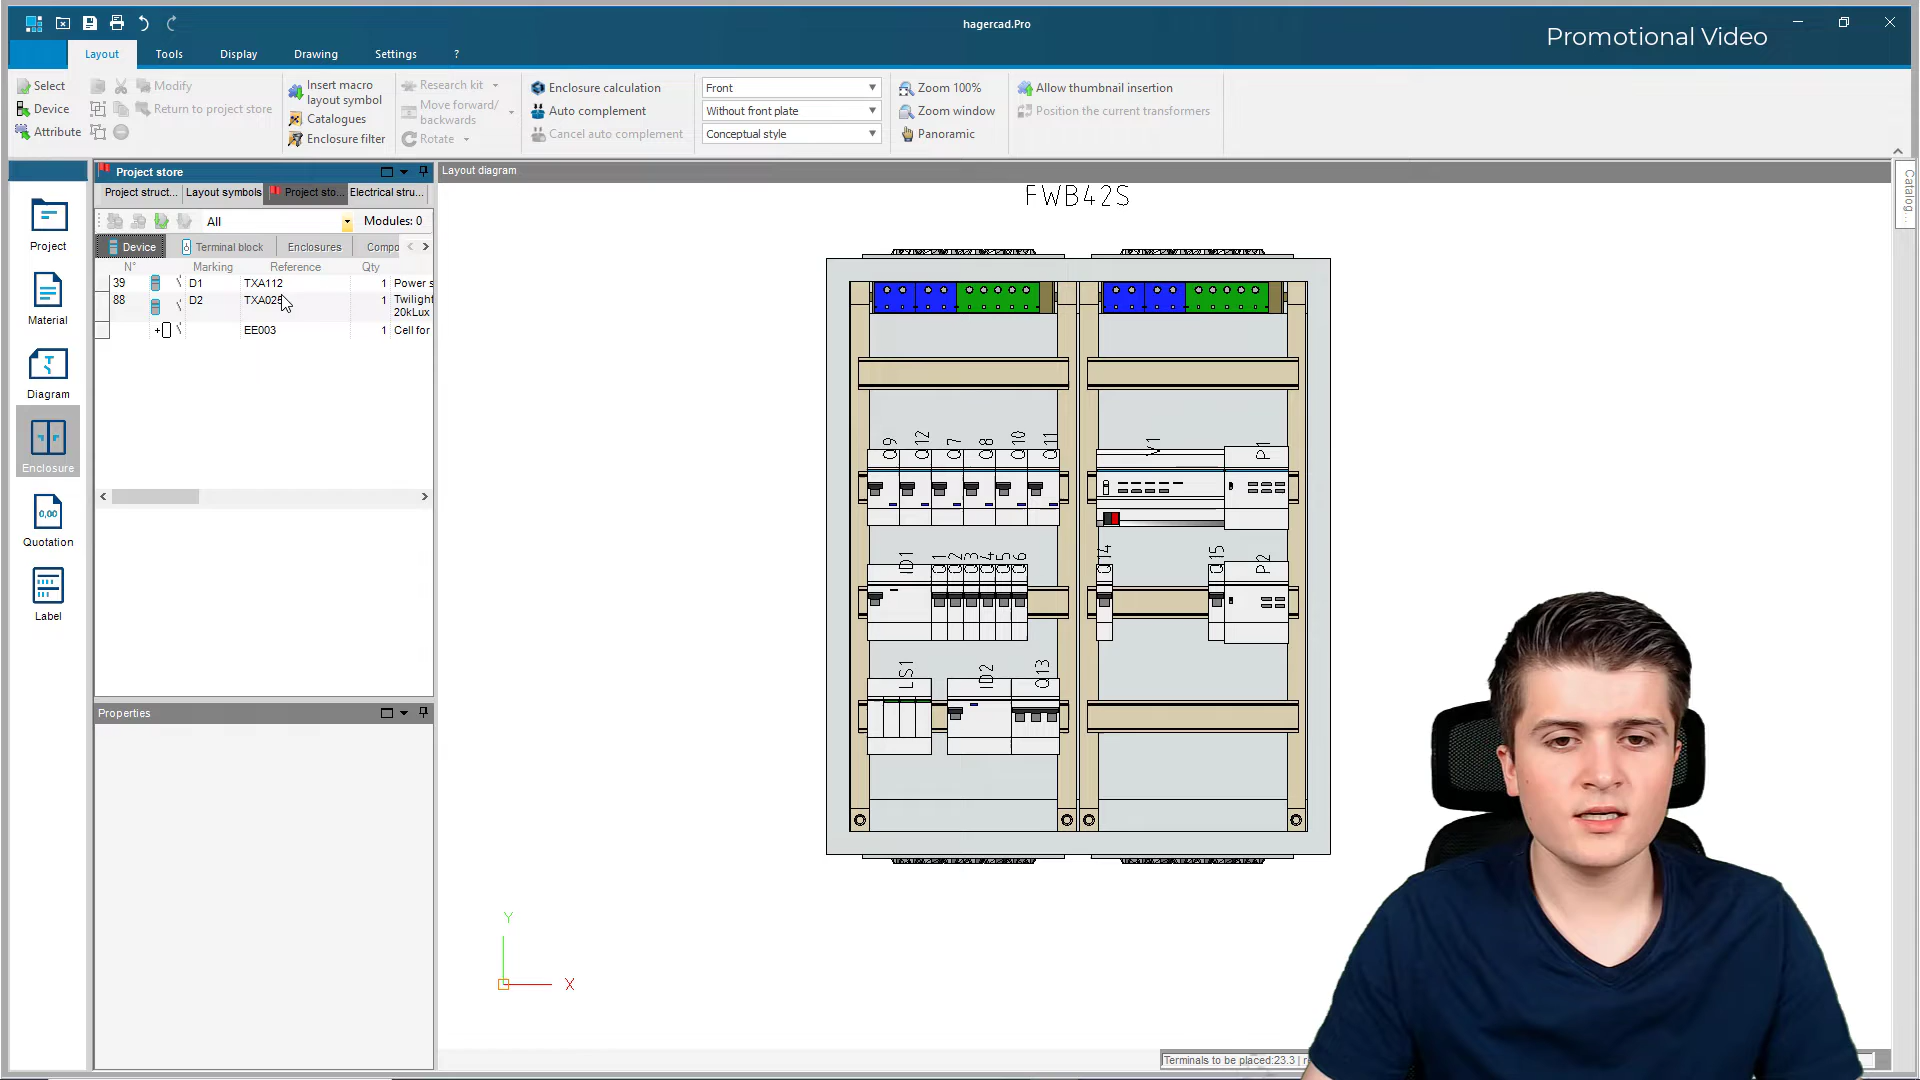 hagercad.Pro
Promotional Video
Layout
Tools
Display
Drawing
Settings
?
Select
Device
Attribute
Modify
Return to project store
Insert macro
layout symbol
Catalogues
Enclosure filter
Research kit
Move forward/
backwards
Rotate
Enclosure calculation
Auto complement
Cancel auto complement
Front
Without front plate
Conceptual style
Zoom 100%
Zoom window
Panoramic
Allow thumbnail insertion
Position the current transformers
Project
Material
Diagram
Enclosure
0,00
Quotation
Label
Project store
Project struct... Layout symbols Project sto... Electrical stru...
All
Modules: 0
Device
Terminal block
Enclosures
Compo
N° Marking Reference Qty
39 D1 TXA112 1 Power s
88 D2 TXA025 1 Twilight
20kLux
EE003 1 Cell for
Properties
Layout diagram
Catalog...
FWB42S
Q9 Q12 Q7 Q8 Q10 Q11
P1
ID1
P2
LS1 ID2 Q13
Y
X
Terminals to be placed:23.3 |